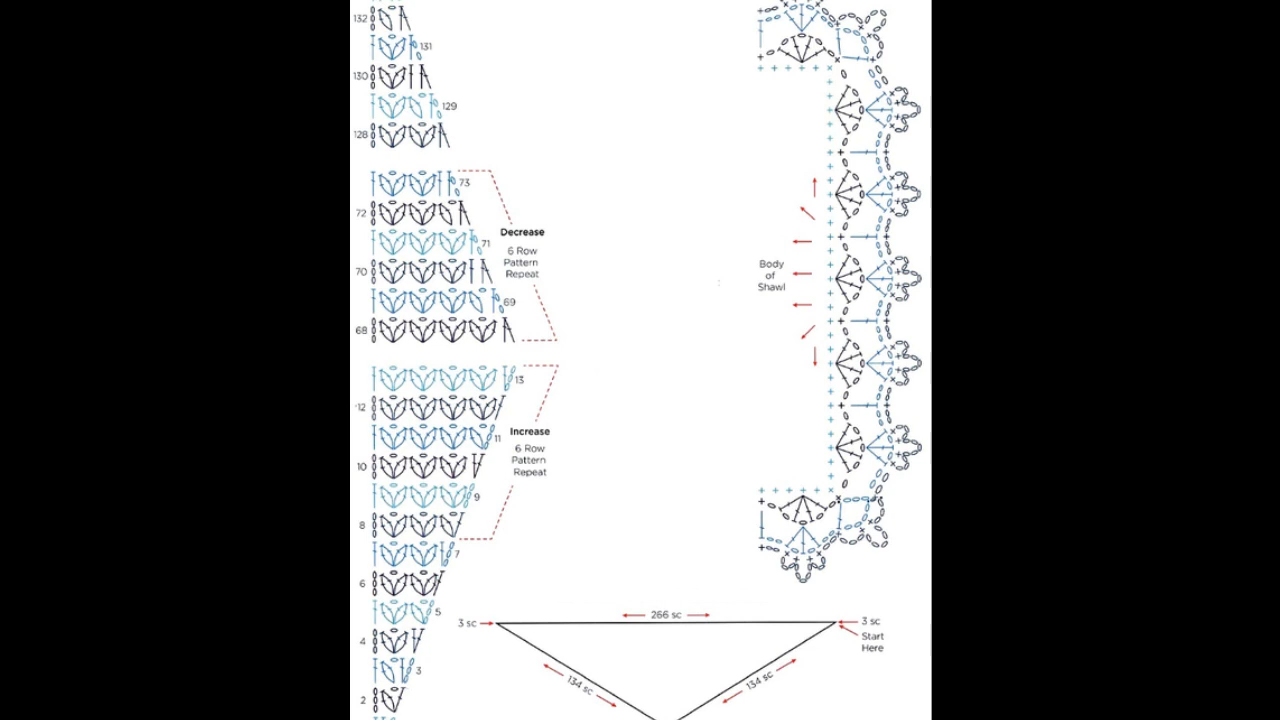 132
131
130
129
128
73
72
71
70
69
68
Decrease
6 Row
Pattern
Repeat
13
12
11
10
9
8
7
6
5
4
3
2
Increase
6 Row
Pattern
Repeat
Body
of
Shawl
266 sc
3 sc
3 sc
Start
Here
134 sc
134 sc